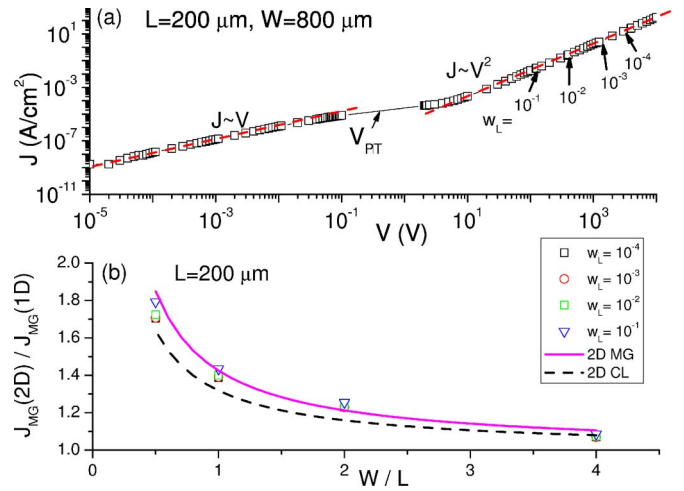 (a) L=200 μm, W=800 μm
J (A/cm²)
10¹
10⁻³
10⁻⁷
10⁻¹¹
J~V
V_PT
J~V²
w_L=
10⁻¹
10⁻²
10⁻³
10⁻⁴
10⁻⁵ 10⁻³ 10⁻¹ 10¹ 10³
V (V)
(b) L=200 μm
J_MG(2D) / J_MG(1D)
2.0
1.8
1.6
1.4
1.2
1.0
w_L= 10⁻⁴
w_L= 10⁻³
w_L= 10⁻²
w_L= 10⁻¹
2D MG
2D CL
0 1 2 3 4
W / L